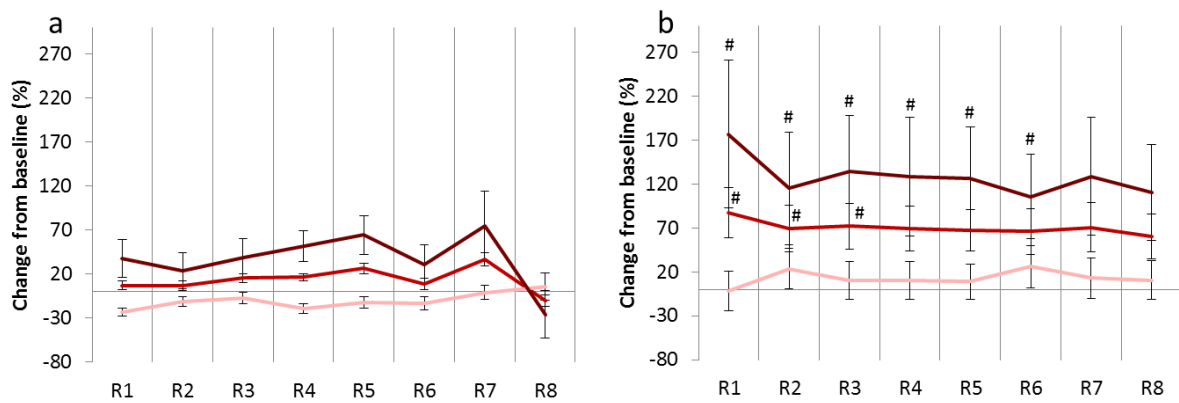 a
Change from baseline (%)
270
220
170
120
70
20
-30
-80
R1 R2 R3 R4 R5 R6 R7 R8
b
Change from baseline (%)
270
220
170
120
70
20
-30
-80
#
# # # # #
# # #
R1 R2 R3 R4 R5 R6 R7 R8